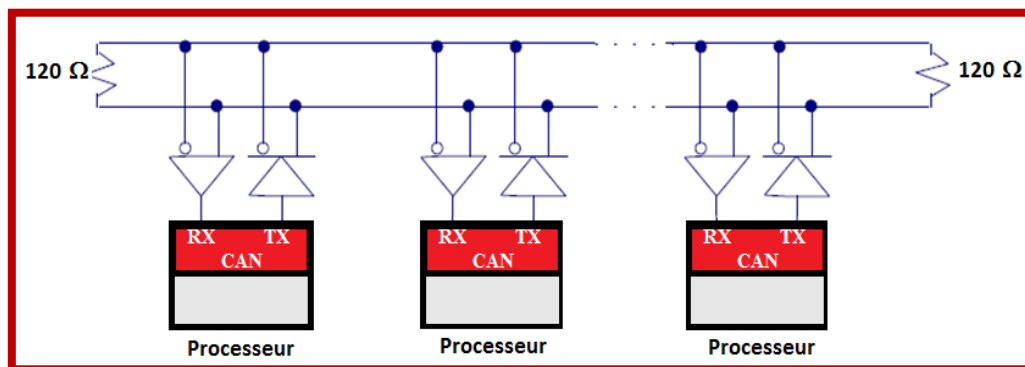 120 Ω
120 Ω
RX TX
CAN
RX TX
CAN
RX TX
CAN
Processeur
Processeur
Processeur